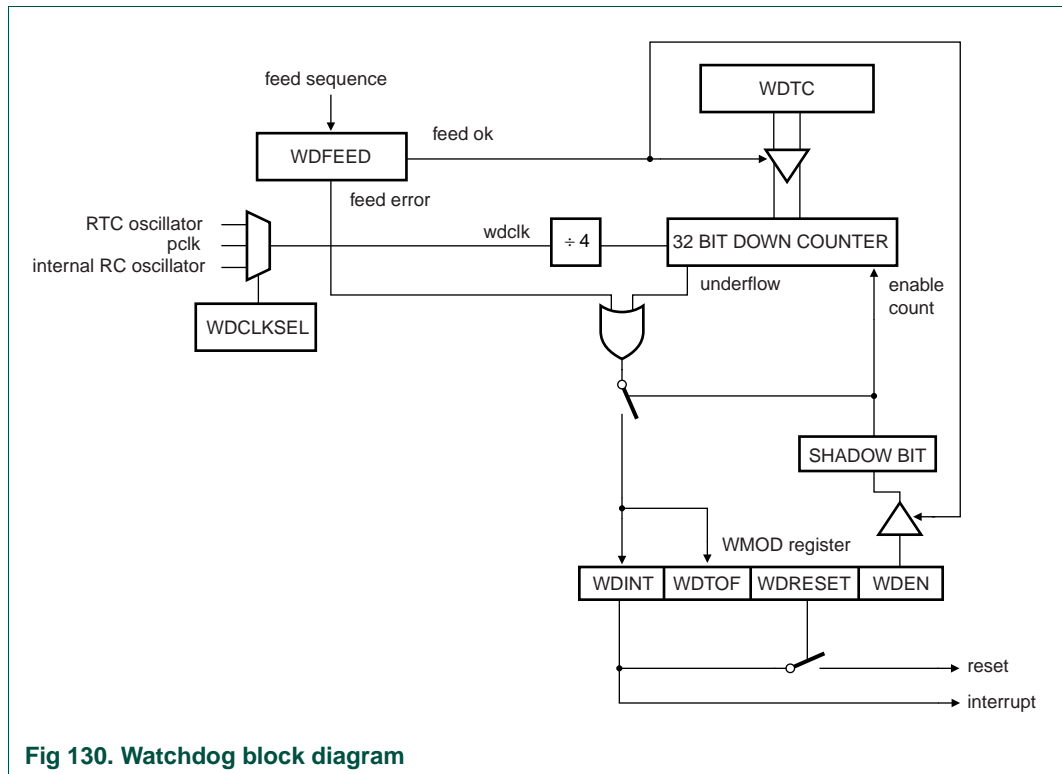 feed sequence
WDTC
feed ok
WDFEED
feed error
RTC oscillator
pclk
internal RC oscillator
wdclk
÷ 4
32 BIT DOWN COUNTER
underflow
enable
count
WDCLKSEL
SHADOW BIT
WMOD register
WDINT
WDTOF
WDRESET
WDEN
reset
interrupt
Fig 130. Watchdog block diagram